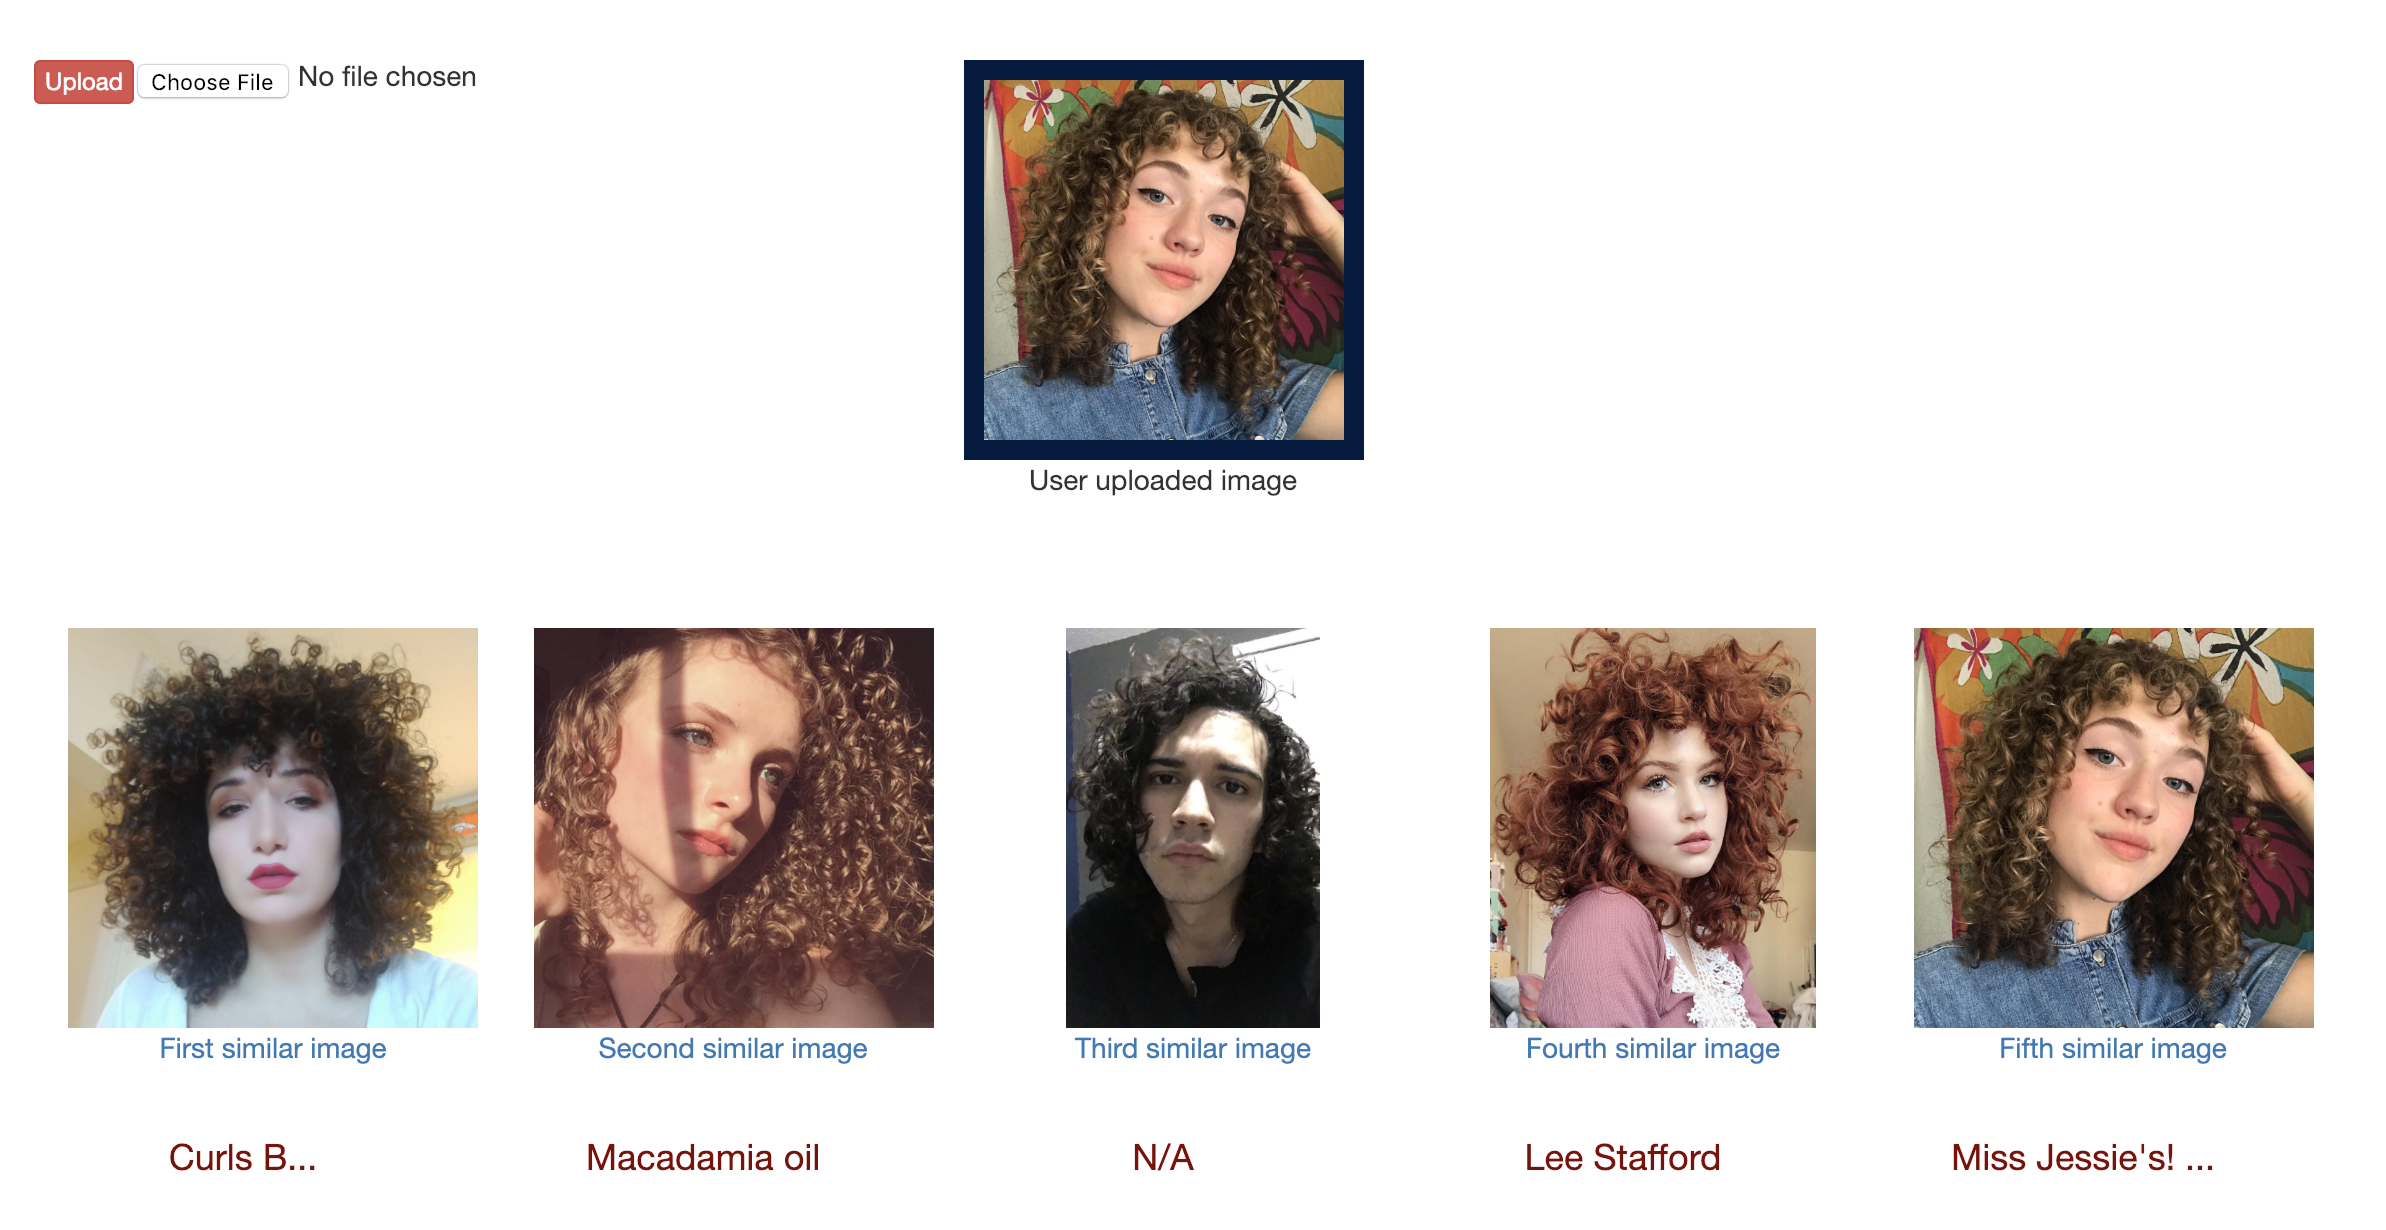 Upload Choose File No file chosen
User uploaded image
First similar image Second similar image Third similar image Fourth similar image Fifth similar image
Curls B... Macadamia oil N/A Lee Stafford Miss Jessie's! ...